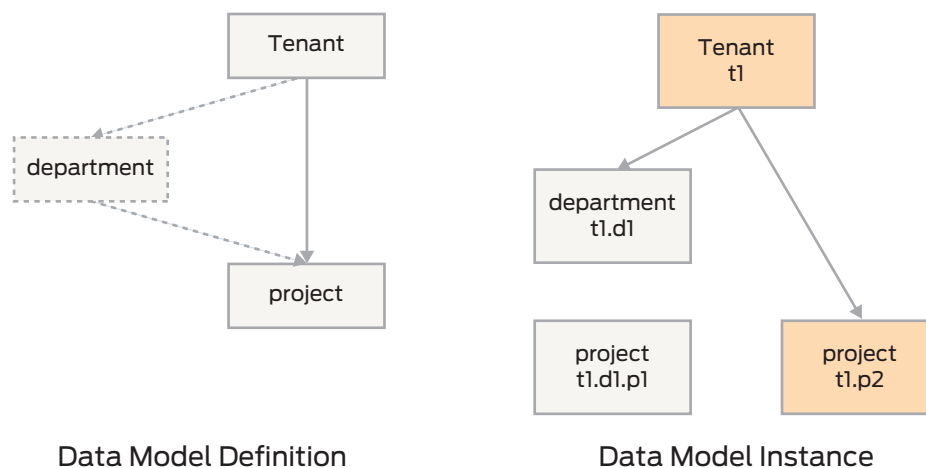 Tenant
department
project
Data Model Definition
Tenant
t1
department
t1.d1
project
t1.d1.p1
project
t1.p2
Data Model Instance